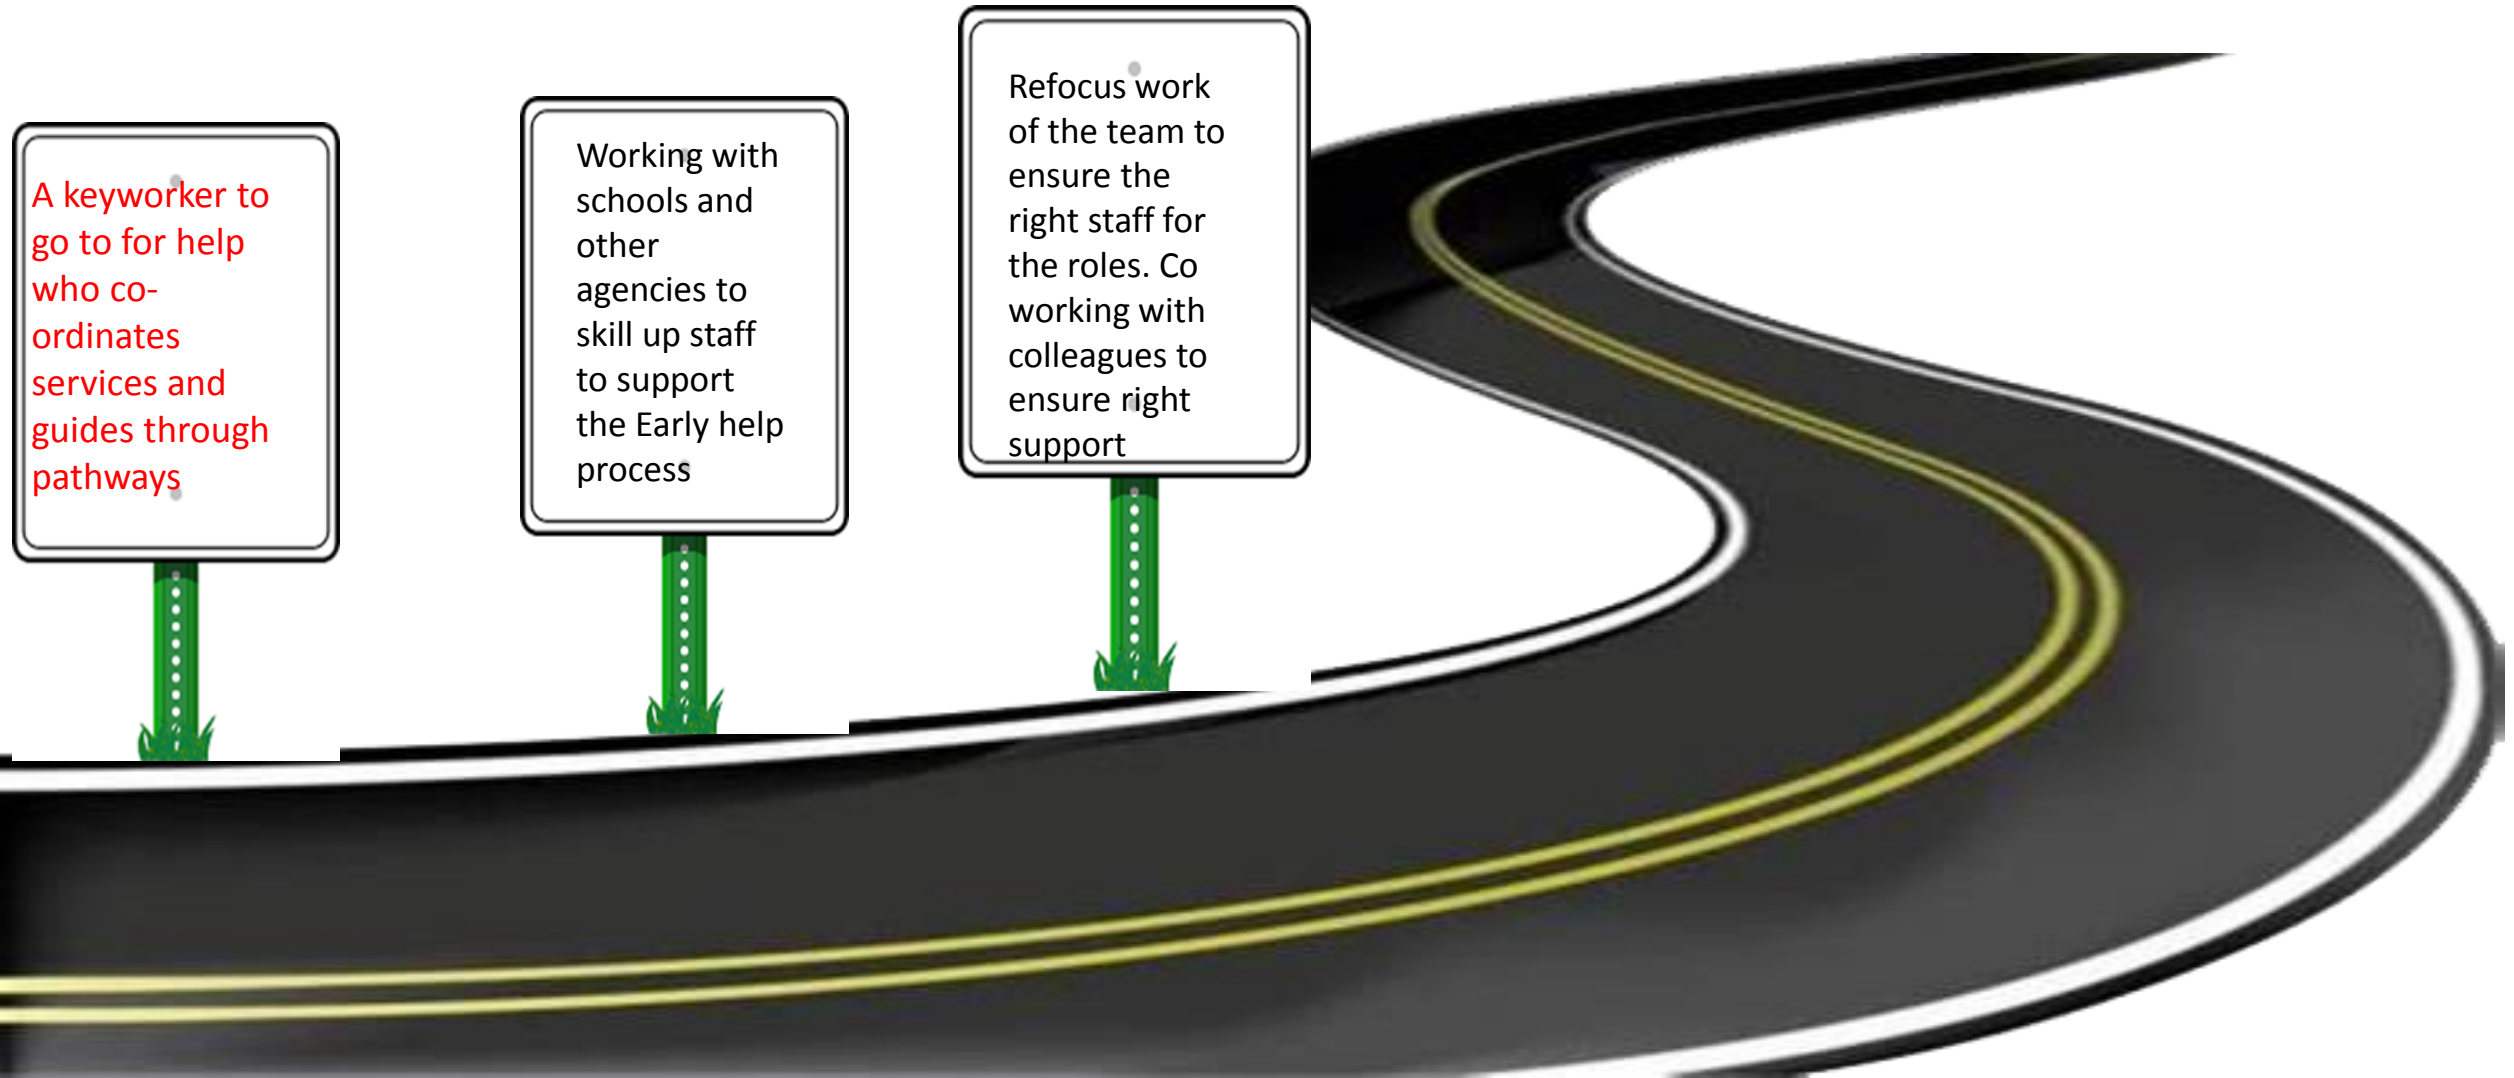 A keyworker to
go to for help
who co-
ordinates
services and
guides through
pathways
Working with
schools and
other
agencies to
skill up staff
to support
the Early help
process
Refocus work
of the team to
ensure the
right staff for
the roles. Co
working with
colleagues to
ensure right
support